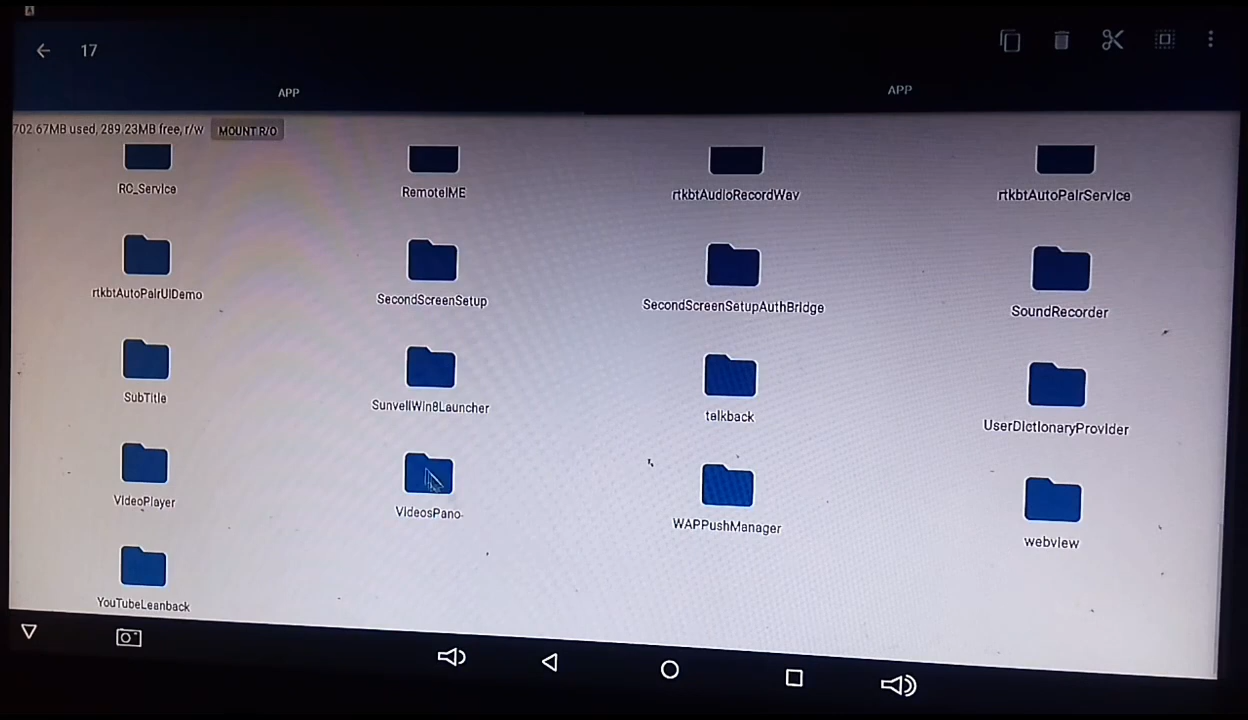 17
APP
APP
702.67MB used, 289.23MB free, r/w MOUNT R/O
RC_Service
RemoteIME
rtkbtAudioRecordWav
rtkbtAutoPairService
rtkbtAutoPairUIDemo
SecondScreenSetup
SecondScreenSetupAuthBridge
SoundRecorder
SubTitle
SunvellWin8Launcher
talkback
UserDictionaryProvider
VideoPlayer
VideosPano
WAPPushManager
webview
YouTubeLeanback